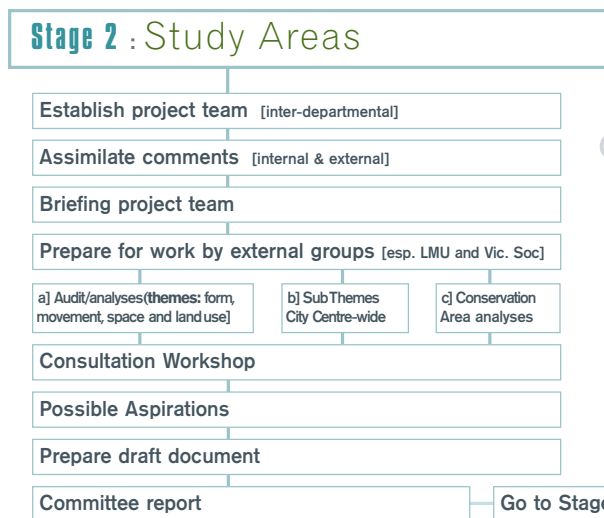 Stage 2 : Study Areas
Establish project team [inter-departmental]
Assimilate comments [internal & external]
Briefing project team
Prepare for work by external groups [esp. LMU and Vic. Soc]
a] Audit/analyses(themes: form,
movement, space and land use]
b] Sub Themes
City Centre-wide
c] Conservation
Area analyses
Consultation Workshop
Possible Aspirations
Prepare draft document
Committee report
Go to Stage